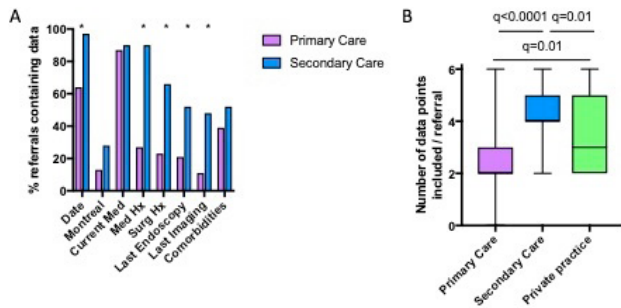 A
* * * * *
Primary Care
Secondary Care
% referrals containing data
100
80
60
40
20
0
Date
Montreal
Current Med
Med Hx
Surg Hx
Last Endoscopy
Last Imaging
Comorbidities
B
q<0.0001 q=0.01
q=0.01
Number of data points
included / referral
6
4
2
0
Primary Care
Secondary Care
Private practice